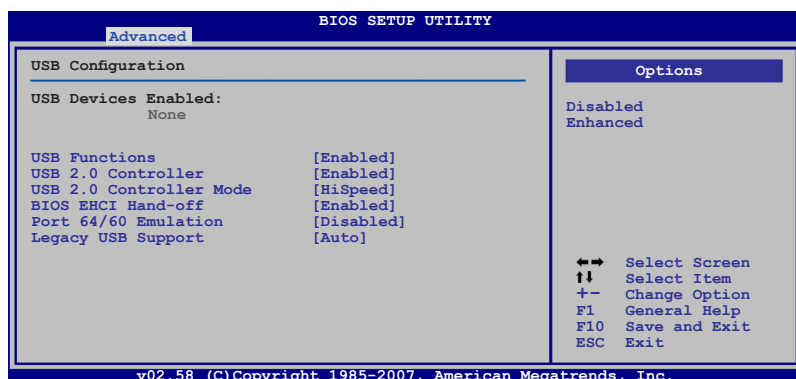 BIOS SETUP UTILITY
Advanced
USB Configuration
USB Devices Enabled:
None
USB Functions [Enabled]
USB 2.0 Controller [Enabled]
USB 2.0 Controller Mode [HiSpeed]
BIOS EHCI Hand-off [Enabled]
Port 64/60 Emulation [Disabled]
Legacy USB Support [Auto]
Options
Disabled
Enhanced
←→ Select Screen
↑↓ Select Item
+- Change Option
F1 General Help
F10 Save and Exit
ESC Exit
v02.58 (C)Copyright 1985-2007, American Megatrends, Inc.